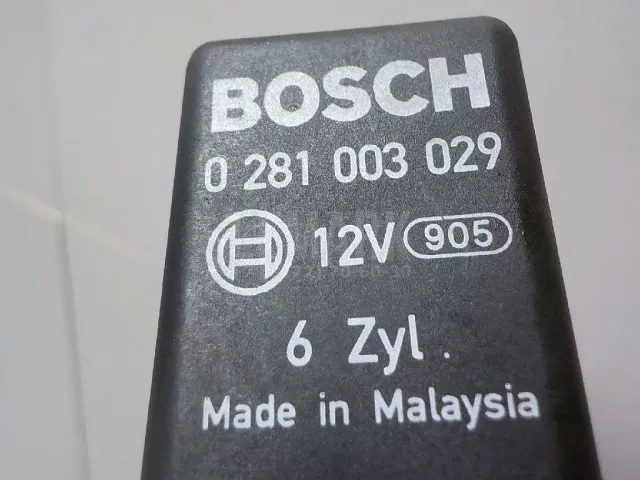 BOSCH
0 281 003 029
12V 905
6 Zyl.
Made in Malaysia